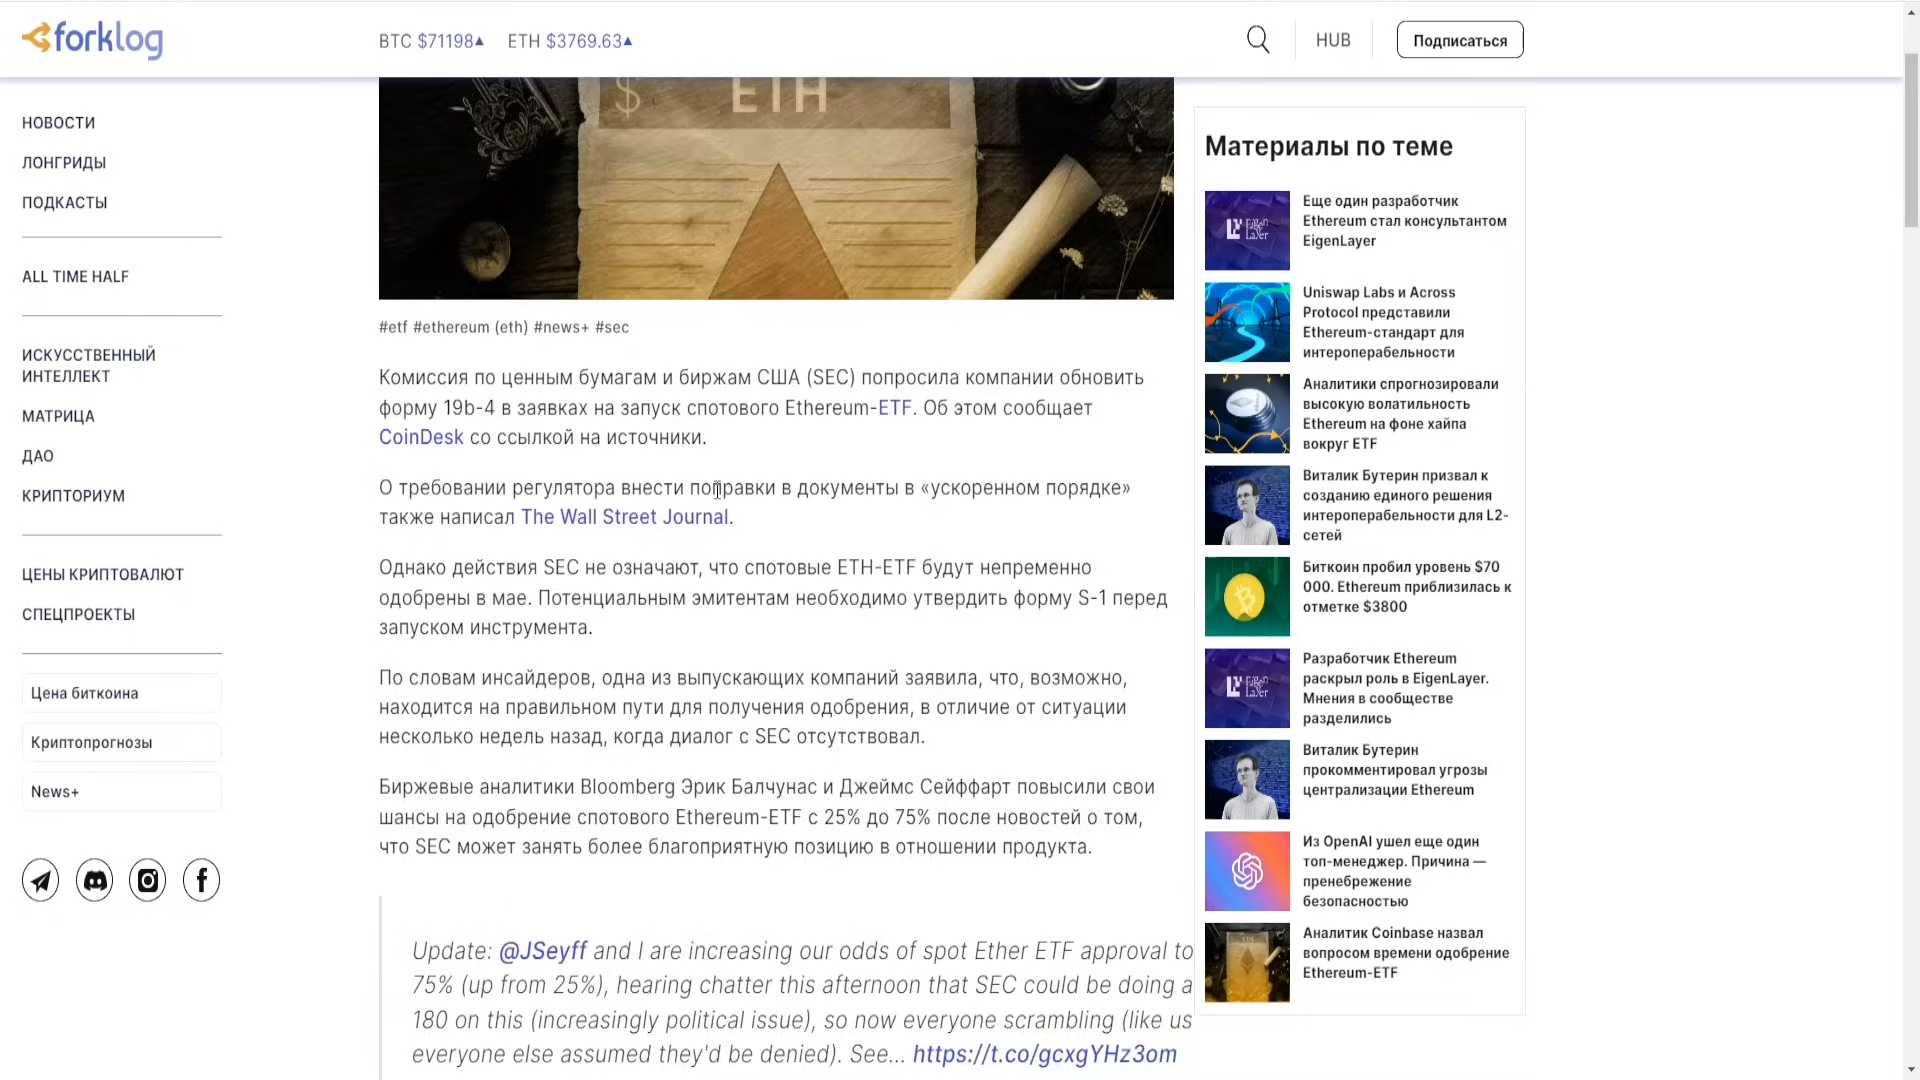 forklog
BTC $71198▲ ETH $3769.63▲
HUB
Подписаться
НОВОСТИ
ЛОНГРИДЫ
ПОДКАСТЫ
ALL TIME HALF
ИСКУССТВЕННЫЙ
ИНТЕЛЛЕКТ
МАТРИЦА
ДАО
КРИПТОРИУМ
ЦЕНЫ КРИПТОВАЛЮТ
СПЕЦПРОЕКТЫ
Цена биткоина
Криптопрогнозы
News+
$ ETH
#etf #ethereum (eth) #news+ #sec
Комиссия по ценным бумагам и биржам США (SEC) попросила компании обновить
форму 19b-4 в заявках на запуск спотового Ethereum-ETF. Об этом сообщает
CoinDesk со ссылкой на источники.
О требовании регулятора внести поправки в документы в «ускоренном порядке»
также написал The Wall Street Journal.
Однако действия SEC не означают, что спотовые ETH-ETF будут непременно
одобрены в мае. Потенциальным эмитентам необходимо утвердить форму S-1 перед
запуском инструмента.
По словам инсайдеров, одна из выпускающих компаний заявила, что, возможно,
находится на правильном пути для получения одобрения, в отличие от ситуации
несколько недель назад, когда диалог с SEC отсутствовал.
Биржевые аналитики Bloomberg Эрик Балчунас и Джеймс Сейффарт повысили свои
шансы на одобрение спотового Ethereum-ETF с 25% до 75% после новостей о том,
что SEC может занять более благоприятную позицию в отношении продукта.
Update: @JSeyff and I are increasing our odds of spot Ether ETF approval to
75% (up from 25%), hearing chatter this afternoon that SEC could be doing a
180 on this (increasingly political issue), so now everyone scrambling (like us
everyone else assumed they'd be denied). See... https://t.co/gcxgYHz3om
Материалы по теме
Eigen
Layer
Еще один разработчик
Ethereum стал консультантом
EigenLayer
Uniswap Labs и Across
Protocol представили
Ethereum-стандарт для
интероперабельности
Аналитики спрогнозировали
высокую волатильность
Ethereum на фоне хайпа
вокруг ETF
Виталик Бутерин призвал к
созданию единого решения
интероперабельности для L2-
сетей
Биткоин пробил уровень $70
000. Ethereum приблизилась к
отметке $3800
Eigen
Layer
Разработчик Ethereum
раскрыл роль в EigenLayer.
Мнения в сообществе
разделились
Виталик Бутерин
прокомментировал угрозы
централизации Ethereum
Из OpenAI ушел еще один
топ-менеджер. Причина —
пренебрежение
безопасностью
Аналитик Coinbase назвал
вопросом времени одобрение
Ethereum-ETF